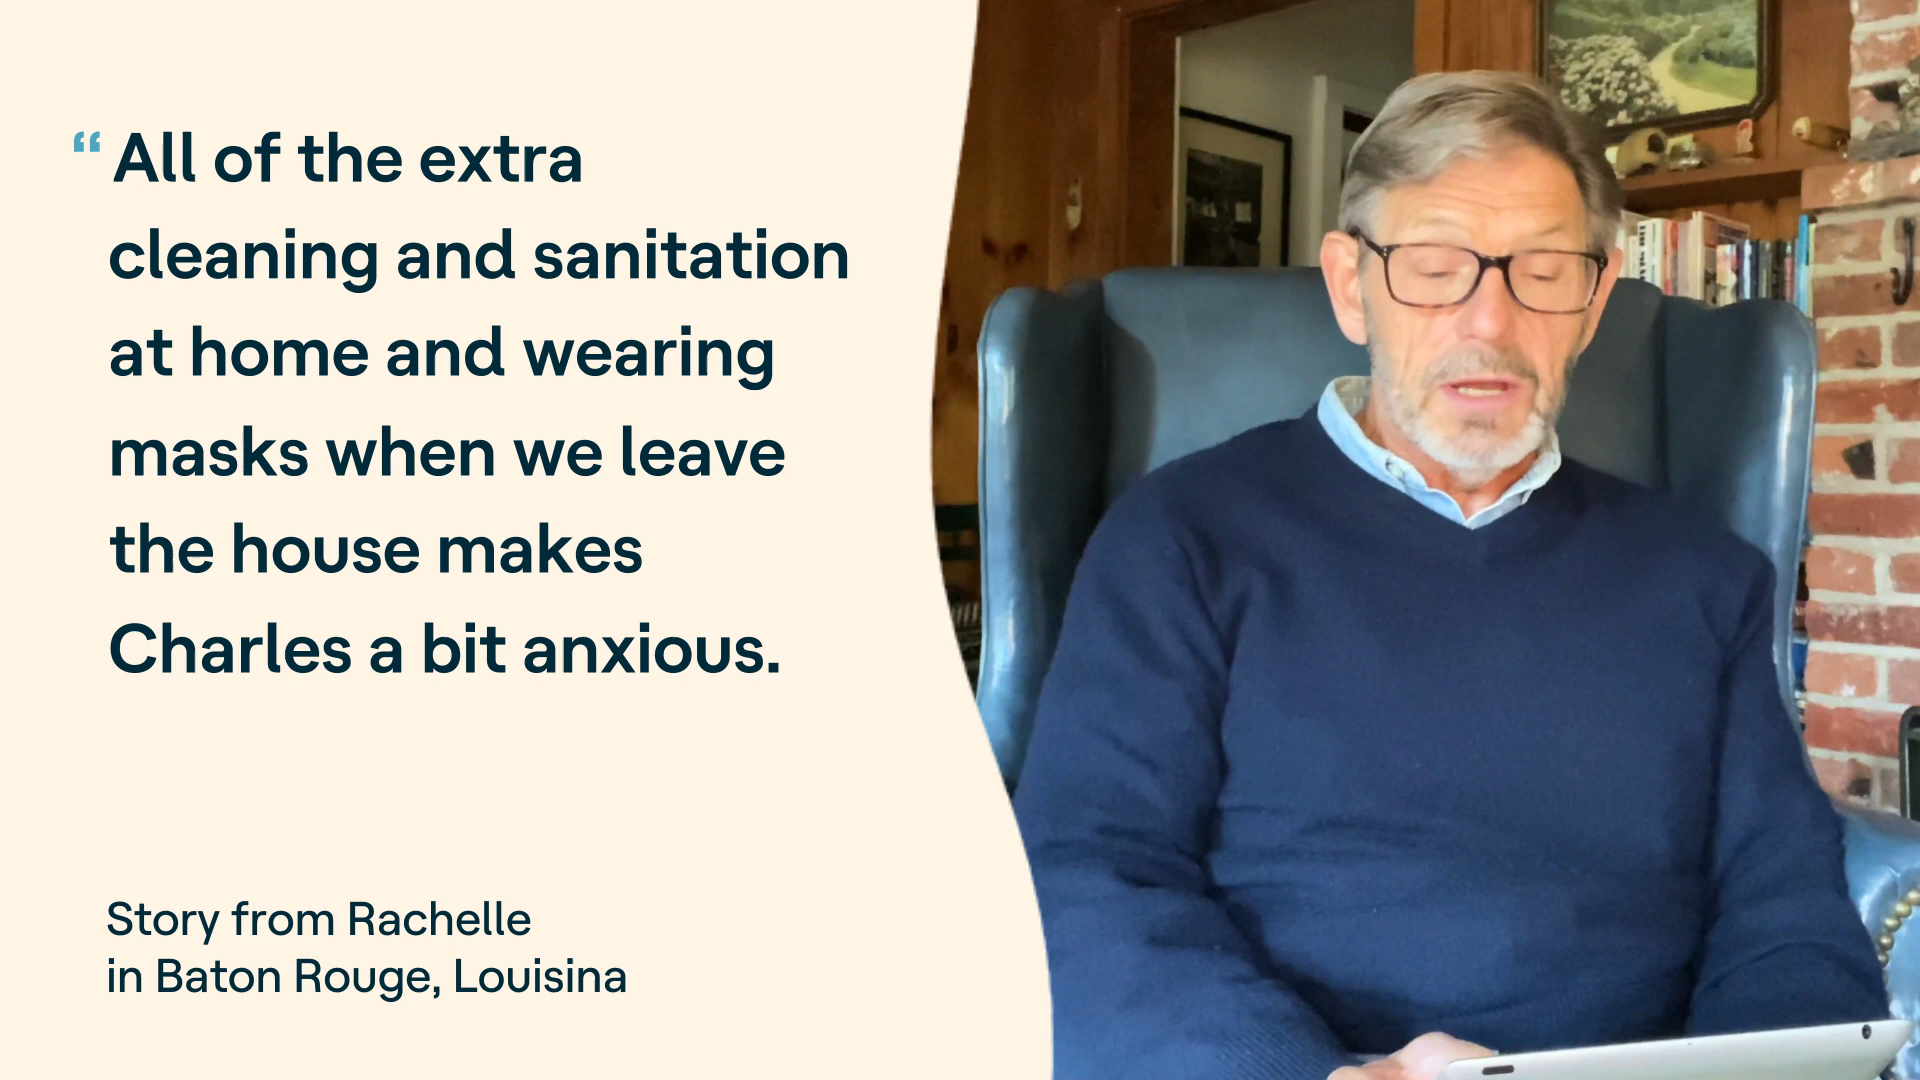 “All of the extra
cleaning and sanitation
at home and wearing
masks when we leave
the house makes
Charles a bit anxious.
Story from Rachelle
in Baton Rouge, Louisina